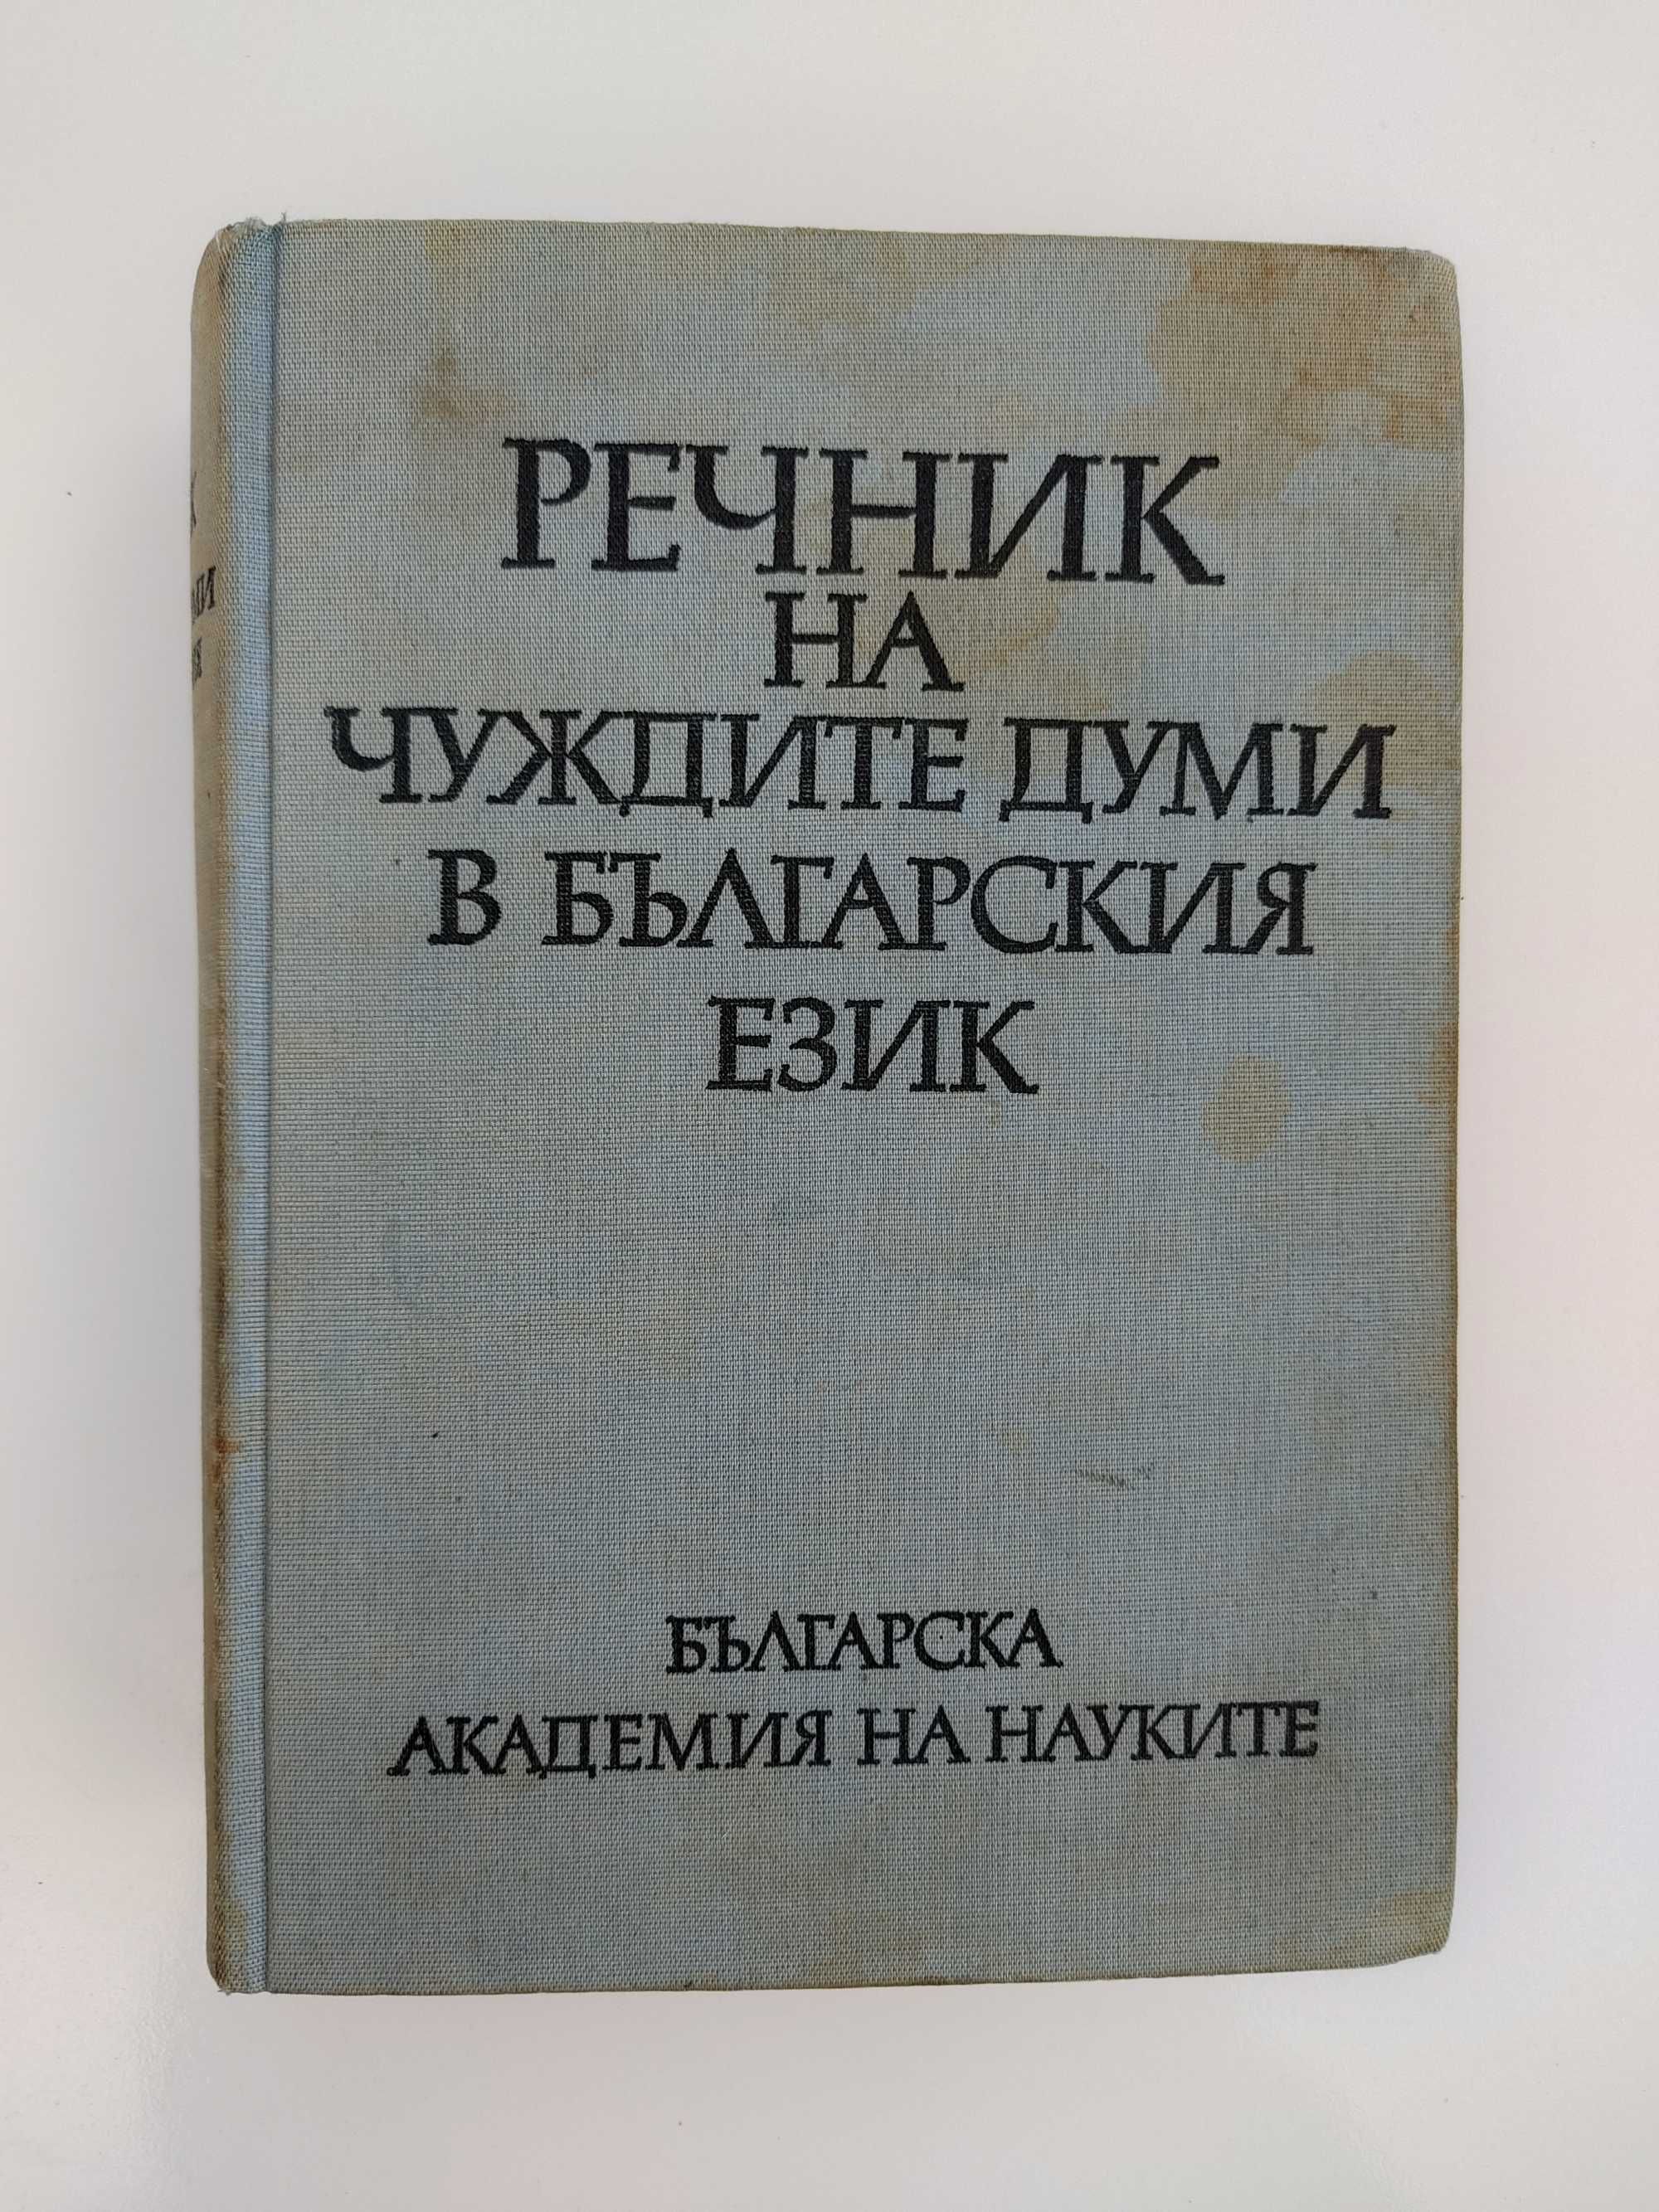 РЕЧНИК
НА
ЧУЖДИТЕ ДУМИ
В БЪЛГАРСКИЯ
ЕЗИК
БЪЛГАРСКА
АКАДЕМИЯ НА НАУКИТЕ